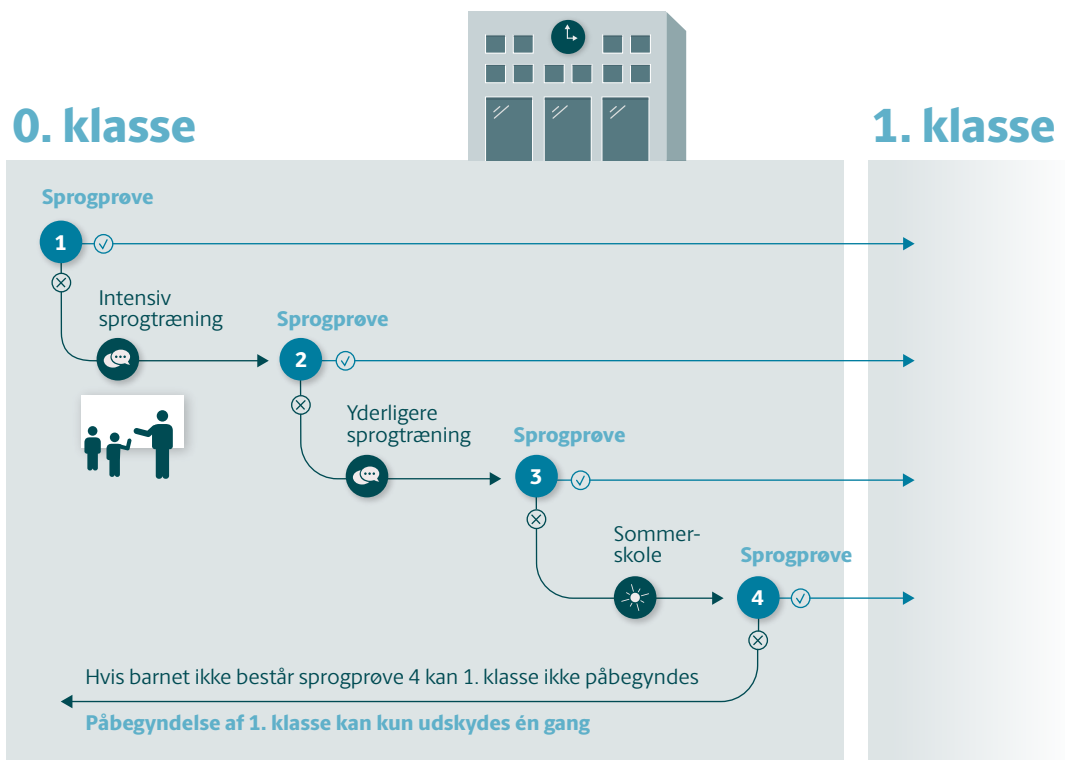 0. klasse
1. klasse
Sprogprøve
1
Intensiv
sprogtræning
Sprogprøve
2
Yderligere
sprogtræning
Sprogprøve
3
Sommer-
skole
Sprogprøve
4
Hvis barnet ikke består sprogprøve 4 kan 1. klasse ikke påbegyndes
Påbegyndelse af 1. klasse kan kun udskydes én gang